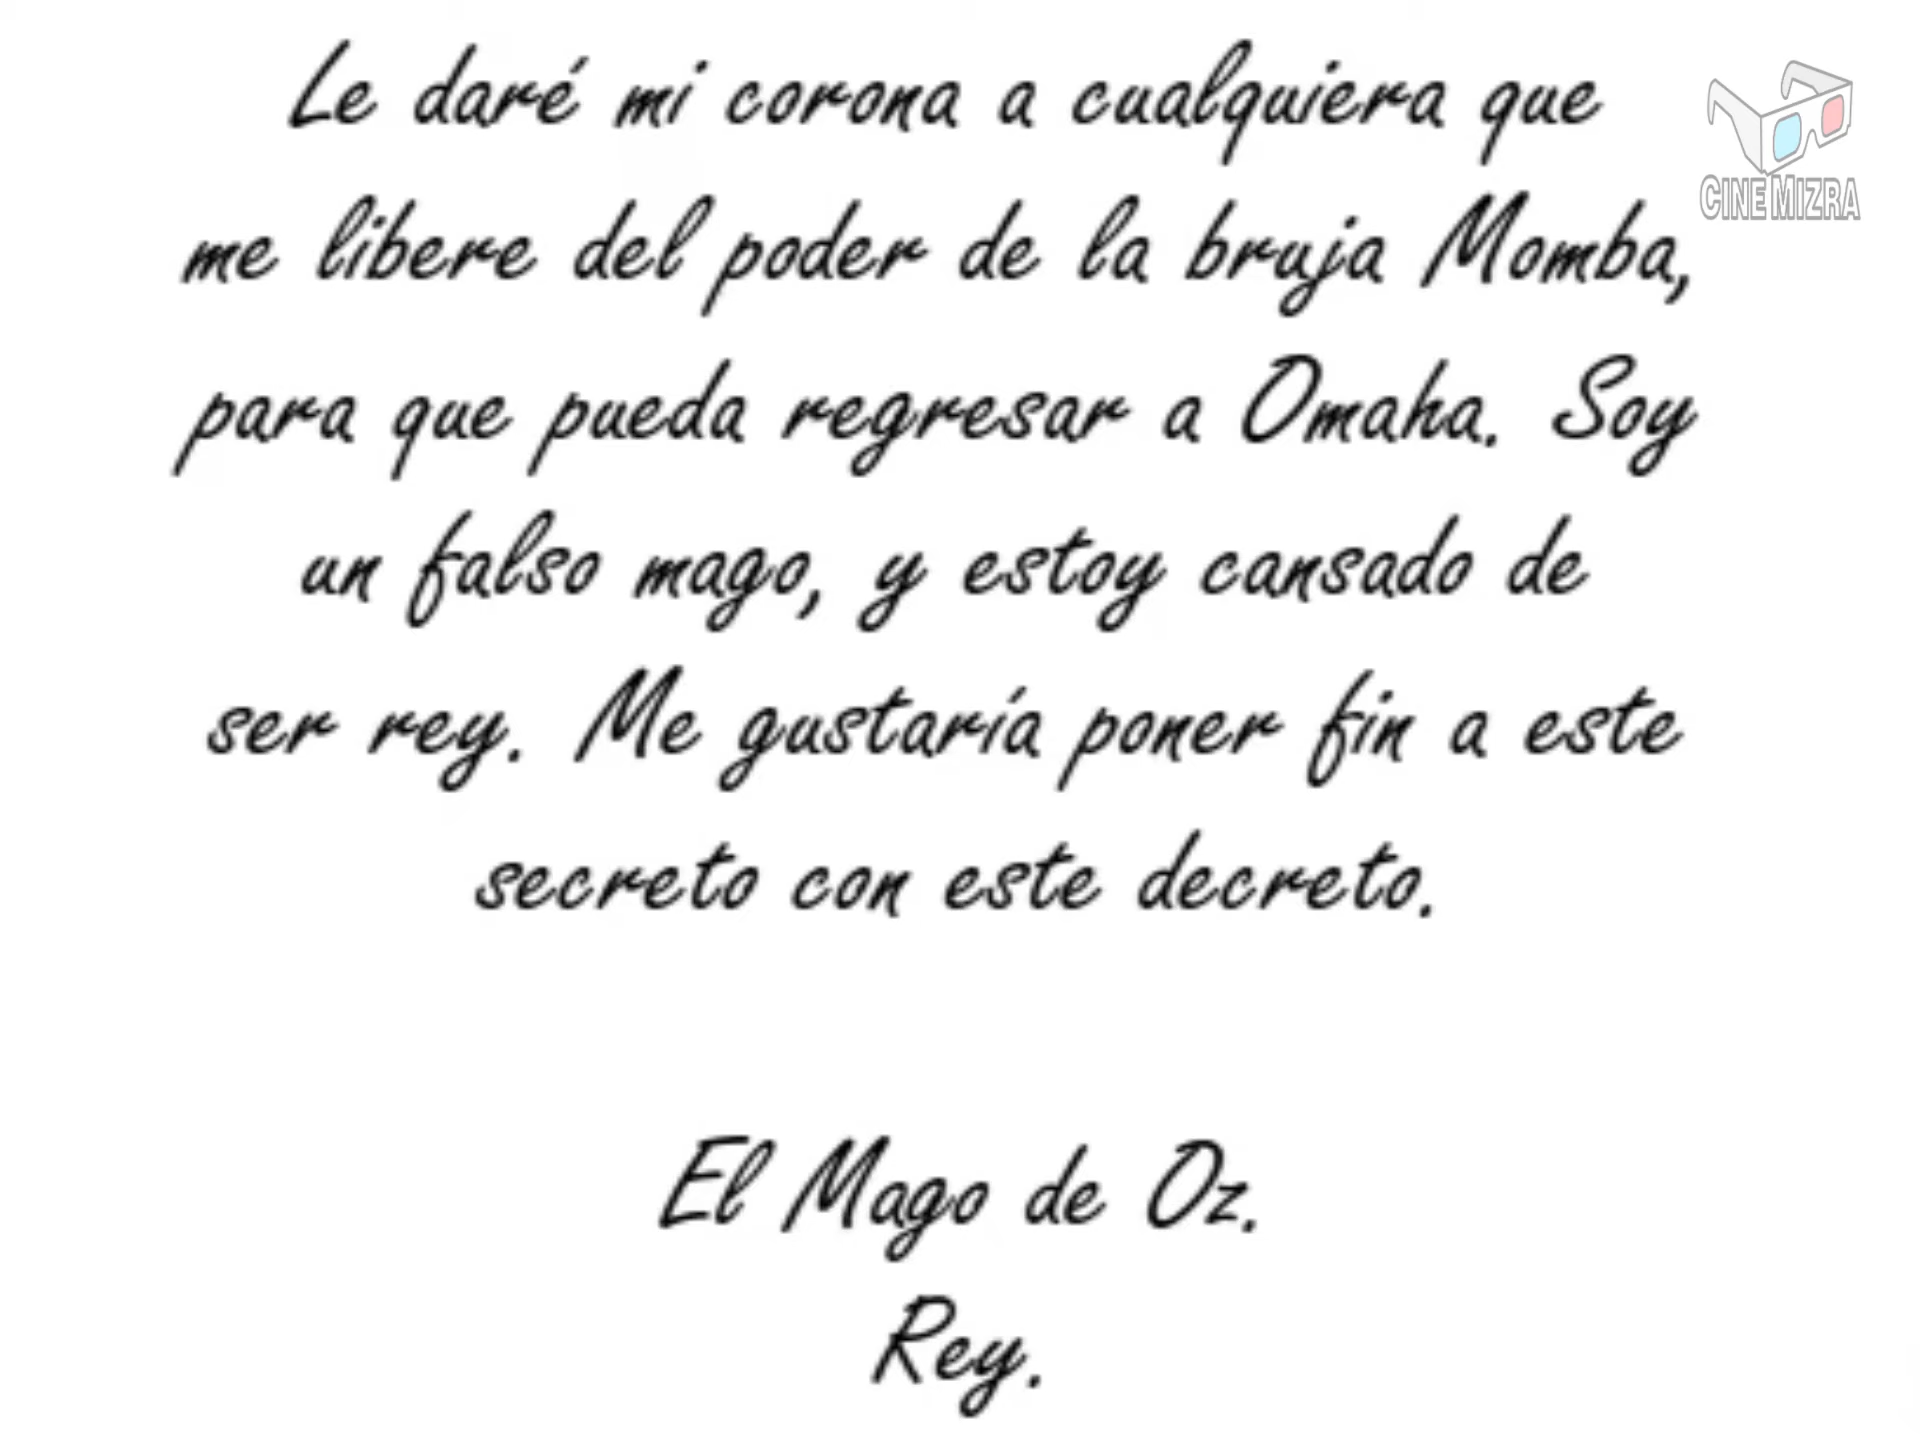 Le daré mi corona a cualquiera que
me libere del poder de la bruja Momba,
para que pueda regresar a Omaha. Soy
un falso mago, y estoy cansado de
ser rey. Me gustaría poner fin a este
secreto con este decreto.
El Mago de Oz.
Rey.
CINE MIZRA